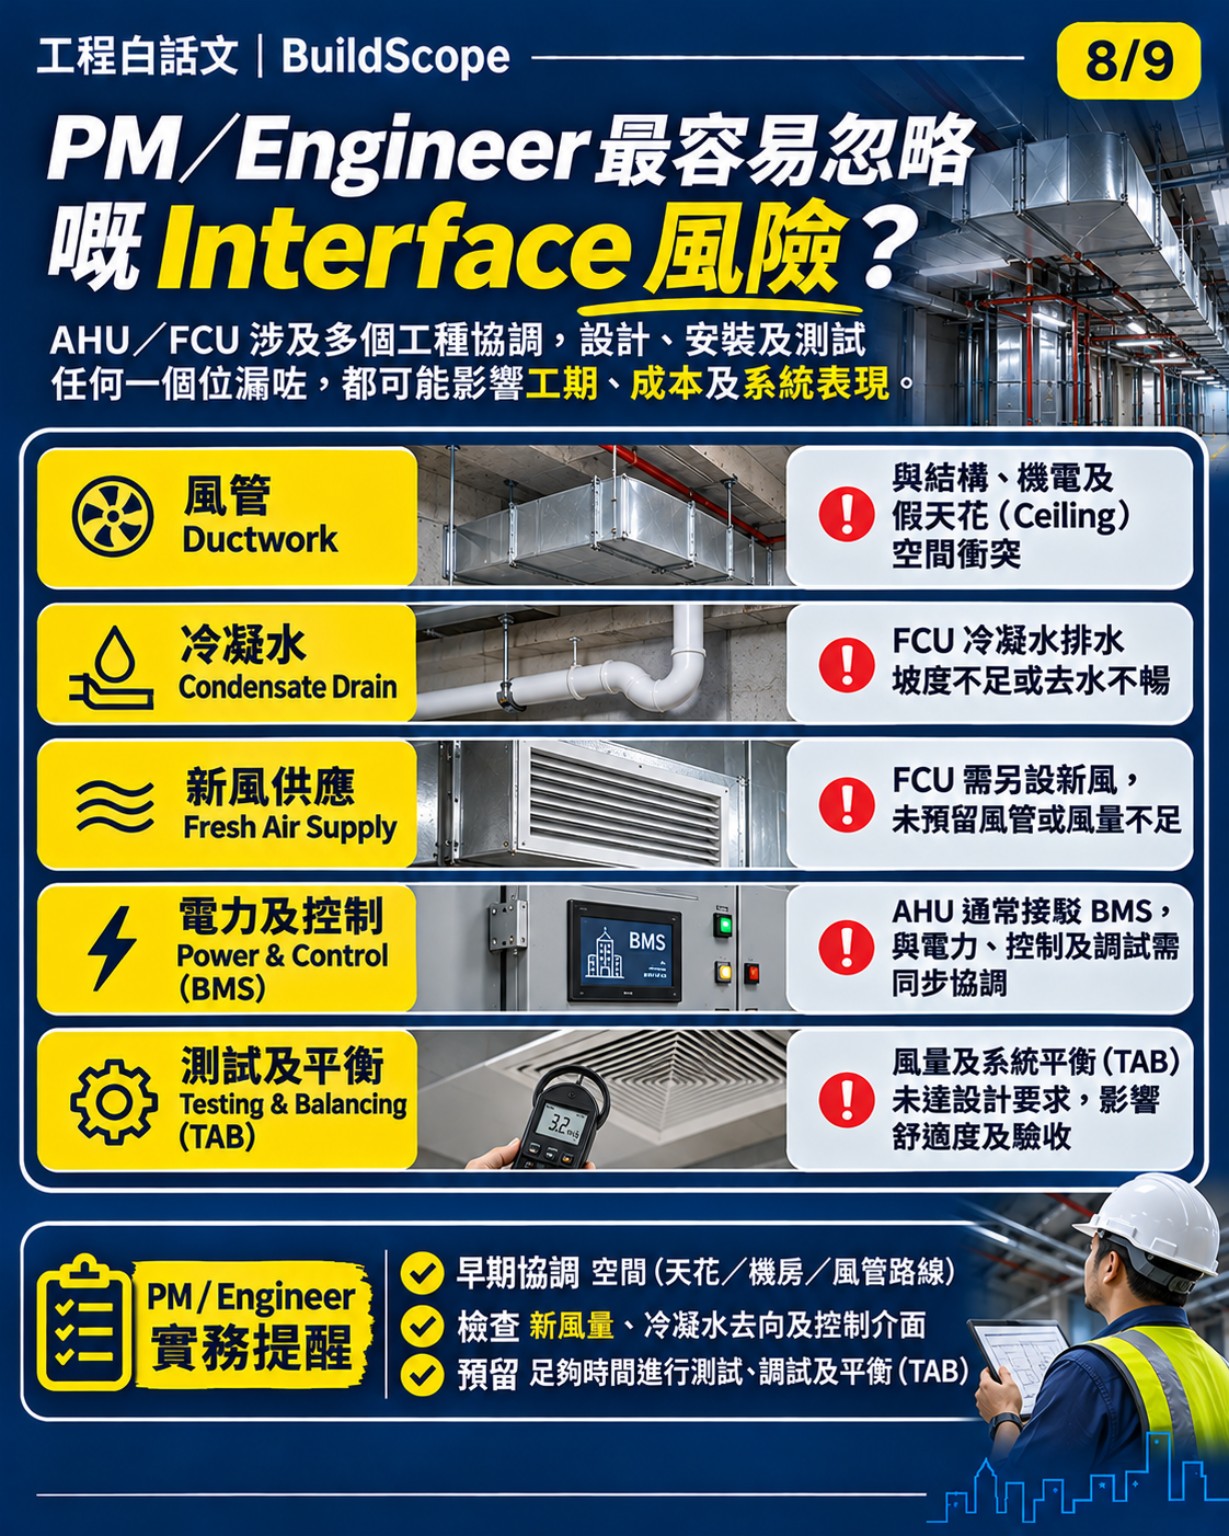 工程白話文｜BuildScope
8/9
PM／Engineer最容易忽略
嘅 Interface 風險？
AHU／FCU 涉及多個工種協調，設計、安裝及測試
任何一個位漏咗，都可能影響工期、成本及系統表現。
風管
Ductwork
與結構、機電及
假天花（Ceiling）
空間衝突
冷凝水
Condensate Drain
FCU 冷凝水排水
坡度不足或去水不暢
新風供應
Fresh Air Supply
FCU 需另設新風，
未預留風管或風量不足
電力及控制
Power & Control
(BMS)
BMS
AHU 通常接駁 BMS，
與電力、控制及調試需
同步協調
測試及平衡
Testing & Balancing
(TAB)
3.2
風量及系統平衡（TAB）
未達設計要求，影響
舒適度及驗收
PM / Engineer
實務提醒
早期協調 空間（天花／機房／風管路線）
檢查 新風量、冷凝水去向及控制介面
預留 足夠時間進行測試、調試及平衡（TAB）